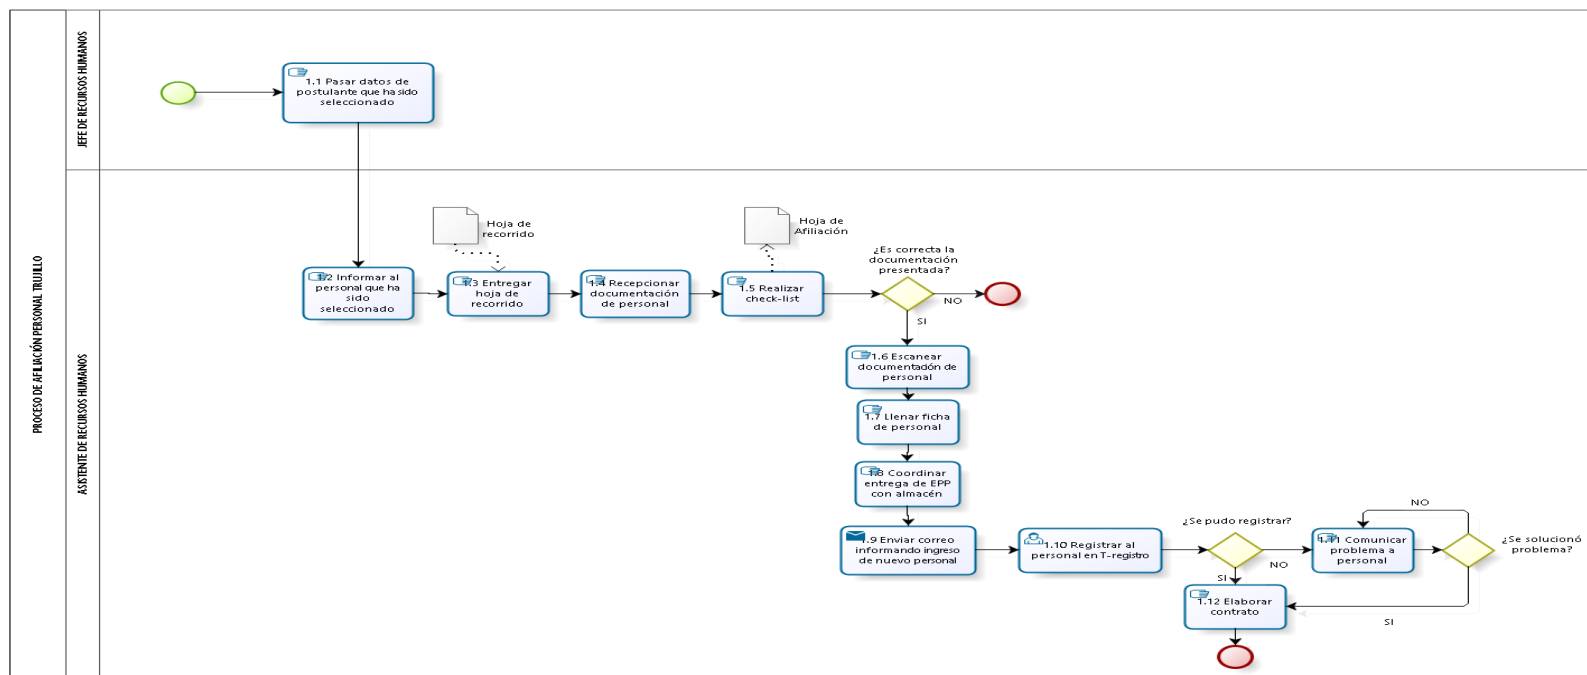 PROCESO DE AFILIACIÓN PERSONAL TRUJILLO
JEFE DE RECURSOS HUMANOS
1.1 Pasar datos de
postulante que ha sido
seleccionado
ASISTENTE DE RECURSOS HUMANOS
1.2 Informar al
personal que ha
sido
seleccionado
Hoja de
recorrido
1.3 Entregar
hoja de
recorrido
1.4 Recepcionar
documentación
de personal
Hoja de
Afiliación
1.5 Realizar
check-list
¿Es correcta la
documentación
presentada?
NO
SI
1.6 Escanear
documentación de
personal
1.7 Llenar ficha
de personal
1.8 Coordinar
entrega de EPP
con almacén
1.9 Enviar correo
informando ingreso
de nuevo personal
1.10 Registrar al
personal en T-registro
¿Se pudo registrar?
NO
SI
1.11 Comunicar
problema a
personal
NO
¿Se solucionó
problema?
SI
1.12 Elaborar
contrato